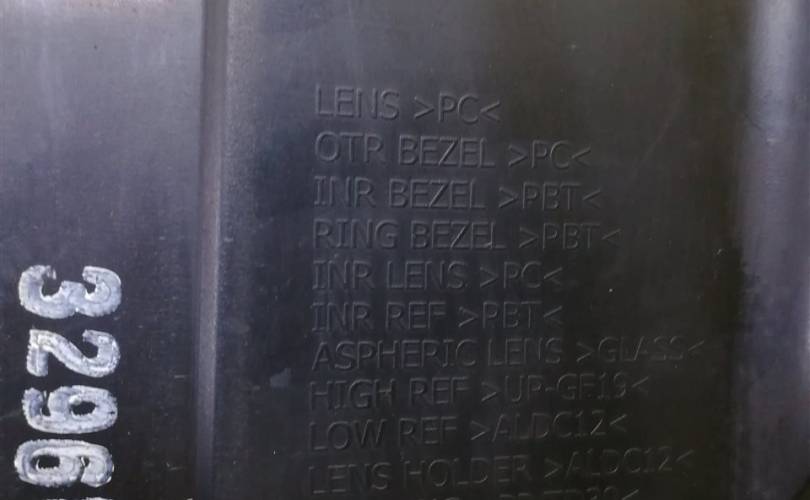 LENS >PC<
OTR BEZEL >PC<
INR BEZEL >PBT<
RING BEZEL >PBT<
INR LENS >PC<
INR REF >PBT<
ASPHERIC LENS >GLASS<
HIGH REF >UP-GF19<
LOW REF >ALDC12<
LENS HOLDER >ALDC12<
3296